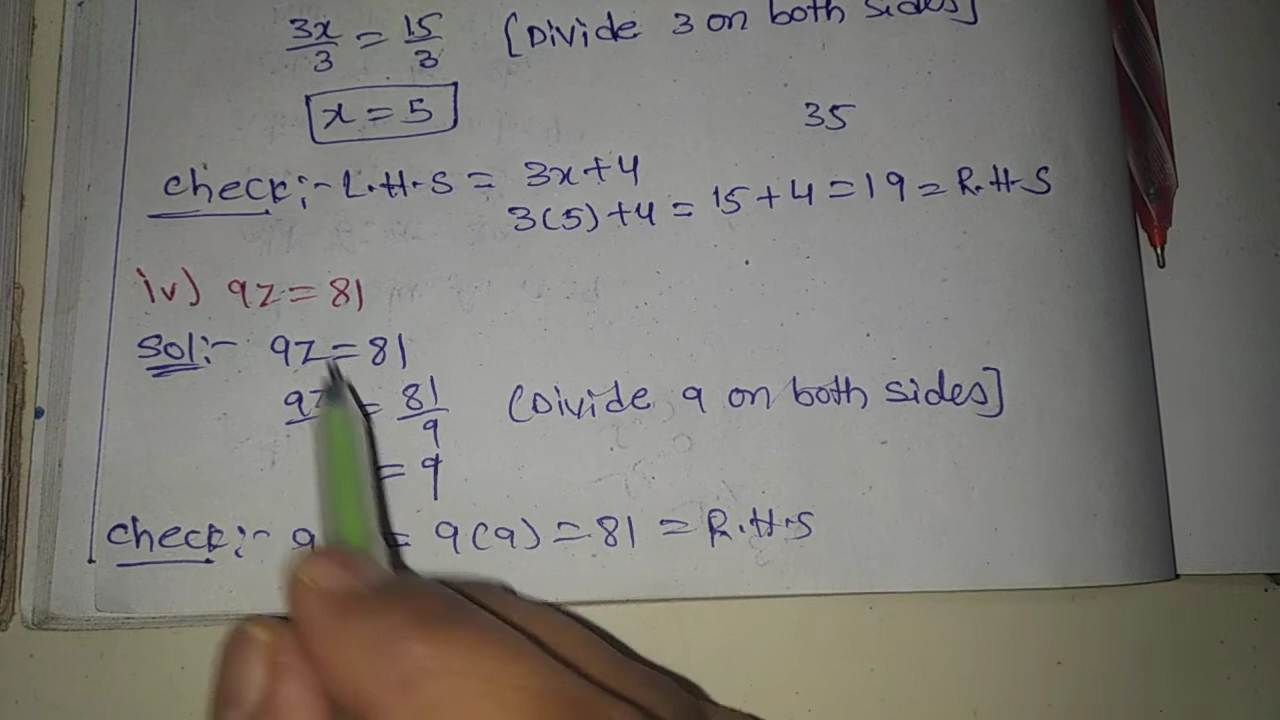 3x/3 = 15/3 [Divide 3 on both sides]
x = 5
35
check:- L.H.S = 3x+4
3(5)+4 = 15+4 = 19 = R.H.S
iv) 9z = 81
Sol:- 9z = 81
9z = 81/9 (Divide 9 on both sides]
= 9
check:- 9 = 9(9) = 81 = R.H.S